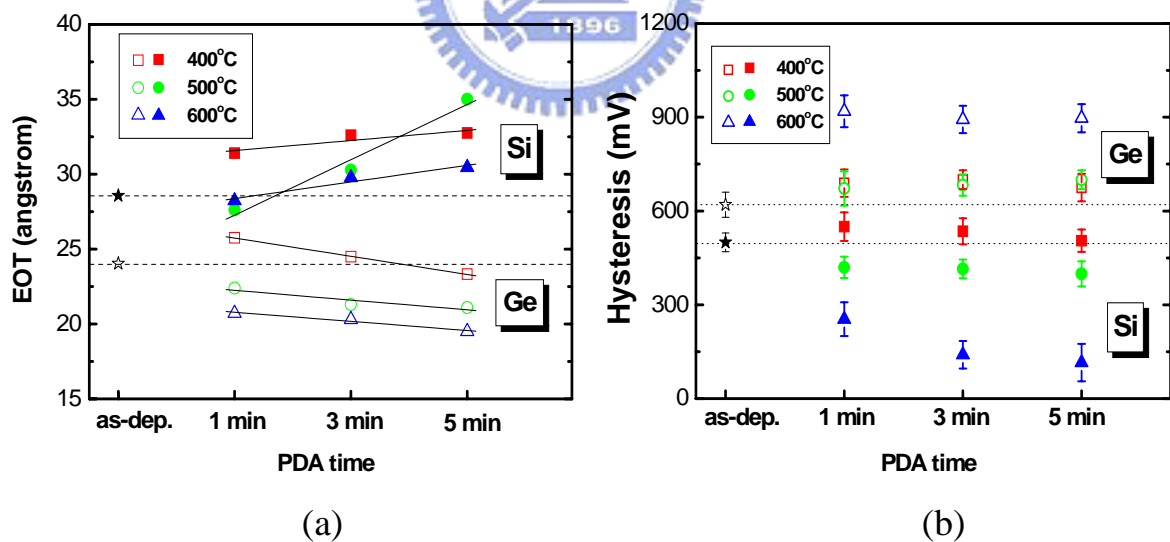 1896
40
35
30
25
20
15
EOT (angstrom)
400°C
500°C
600°C
Si
Ge
as-dep.
1 min
3 min
5 min
PDA time
(a)
1200
900
600
300
0
Hysteresis (mV)
400°C
500°C
600°C
Ge
Si
as-dep.
1 min
3 min
5 min
PDA time
(b)